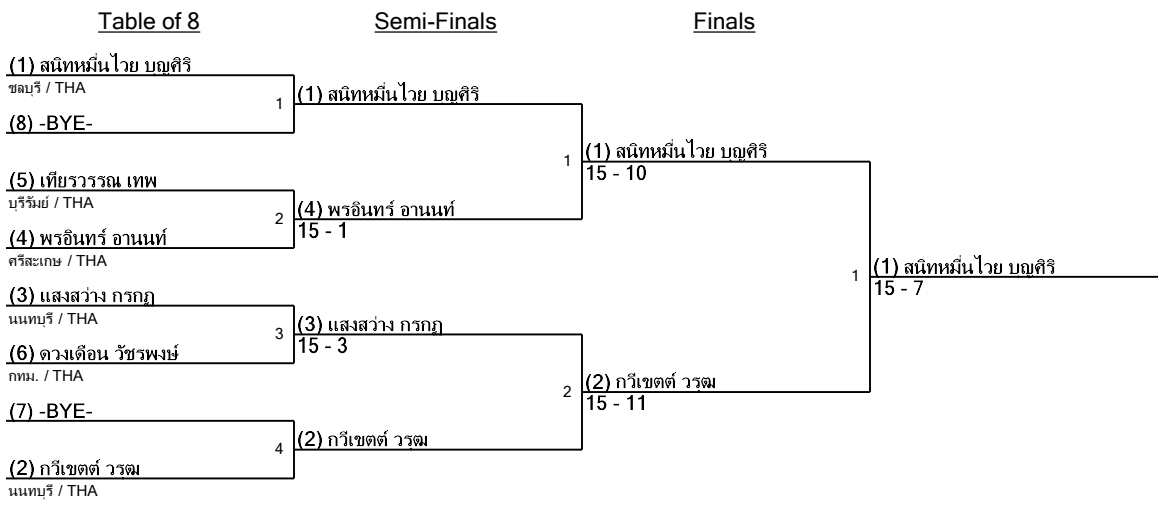 Table of 8
Semi-Finals
Finals
(1) สนิทหมื่นไวย บุญศิริ
ชลบุรี / THA
1
(1) สนิทหมื่นไวย บุญศิริ
(8) -BYE-
1
(1) สนิทหมื่นไวย บุญศิริ
15 - 10
(5) เทียรวรรณ เทพ
บุรีรัมย์ / THA
2
(4) พรอินทร์ อานนท์
15 - 1
(4) พรอินทร์ อานนท์
ศรีสะเกษ / THA
1
(1) สนิทหมื่นไวย บุญศิริ
15 - 7
(3) แสงสว่าง กรกฎ
นนทบุรี / THA
3
(3) แสงสว่าง กรกฎ
15 - 3
(6) ดวงเดือน วัชรพงษ์
กทม. / THA
2
(2) กวีเขตต์ วรุฒ
15 - 11
(7) -BYE-
4
(2) กวีเขตต์ วรุฒ
(2) กวีเขตต์ วรุฒ
นนทบุรี / THA